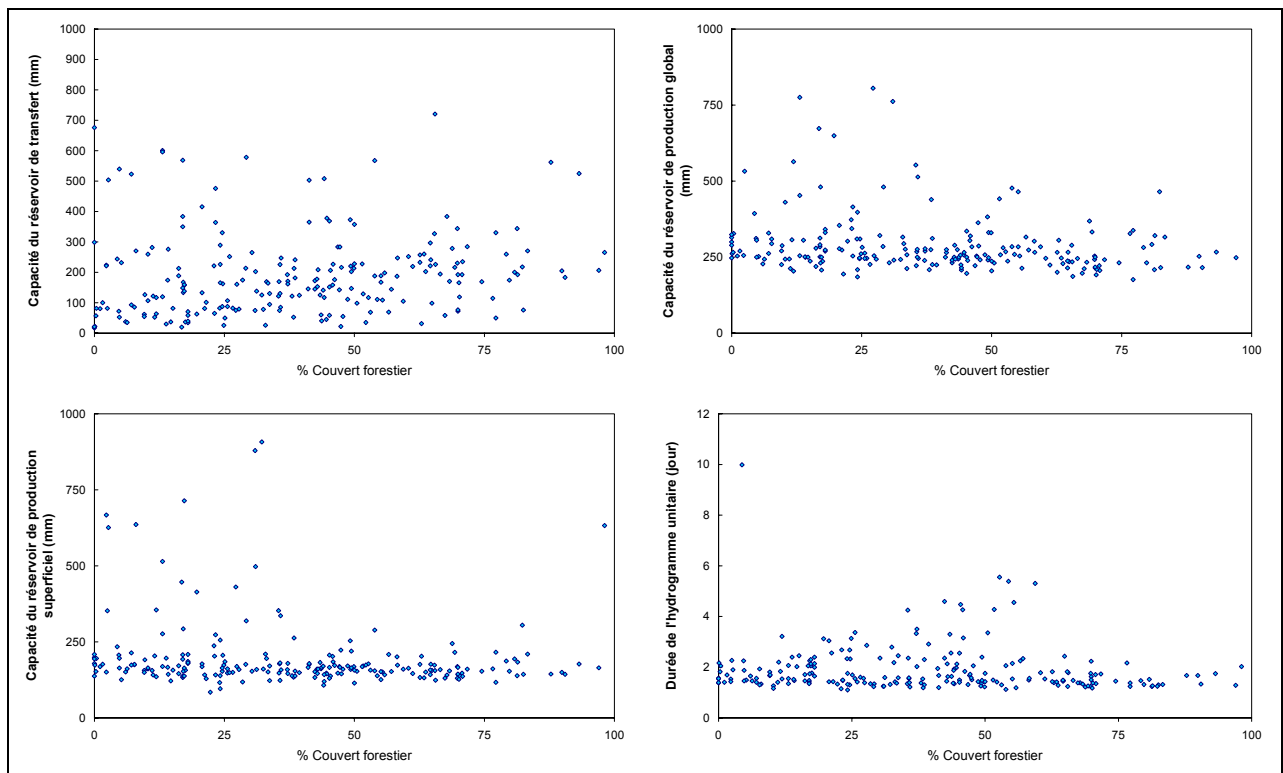 Capacité du réservoir de transfert (mm)
1000
900
800
700
600
500
400
300
200
100
0
0 25 50 75 100
% Couvert forestier
Capacité du réservoir de production global
(mm)
1000
750
500
250
0
0 25 50 75 100
% Couvert forestier
Capacité du réservoir de production
superficiel (mm)
1000
750
500
250
0
0 25 50 75 100
% Couvert forestier
Durée de l'hydrogramme unitaire (jour)
12
10
8
6
4
2
0
0 25 50 75 100
% Couvert forestier